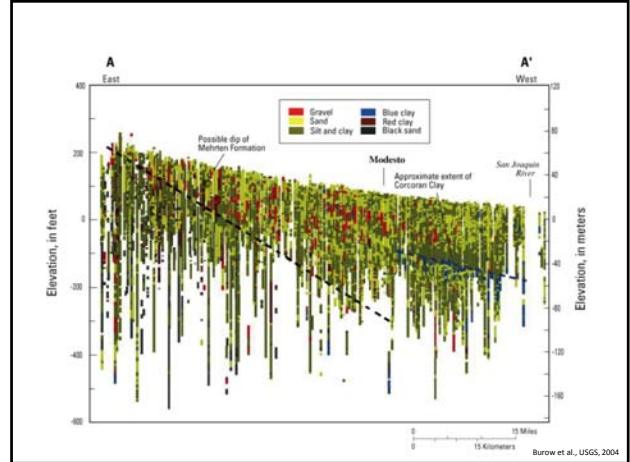 A
East
A'
West
400
200
0
-200
-400
-600
120
80
40
0
-40
-80
-120
-160
Elevation, in feet
Elevation, in meters
Gravel
Sand
Silt and clay
Blue clay
Red clay
Black sand
Possible dip of
Mehrten Formation
Modesto
Approximate extent of
Corcoran Clay
San Joaquin
River
0 15 Miles
0 15 Kilometers
Burow et al., USGS, 2004